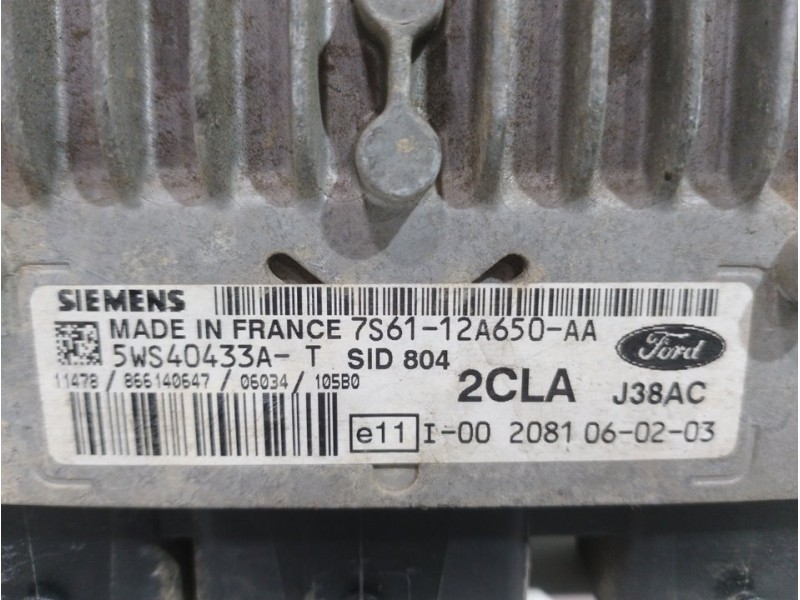 SIEMENS
MADE IN FRANCE 7S61-12A650-AA
5WS40433A-T SID 804
Ford
11478 / 866140647 / 06034 / 105B0
2CLA J38AC
e11 I-00 2081 06-02-03